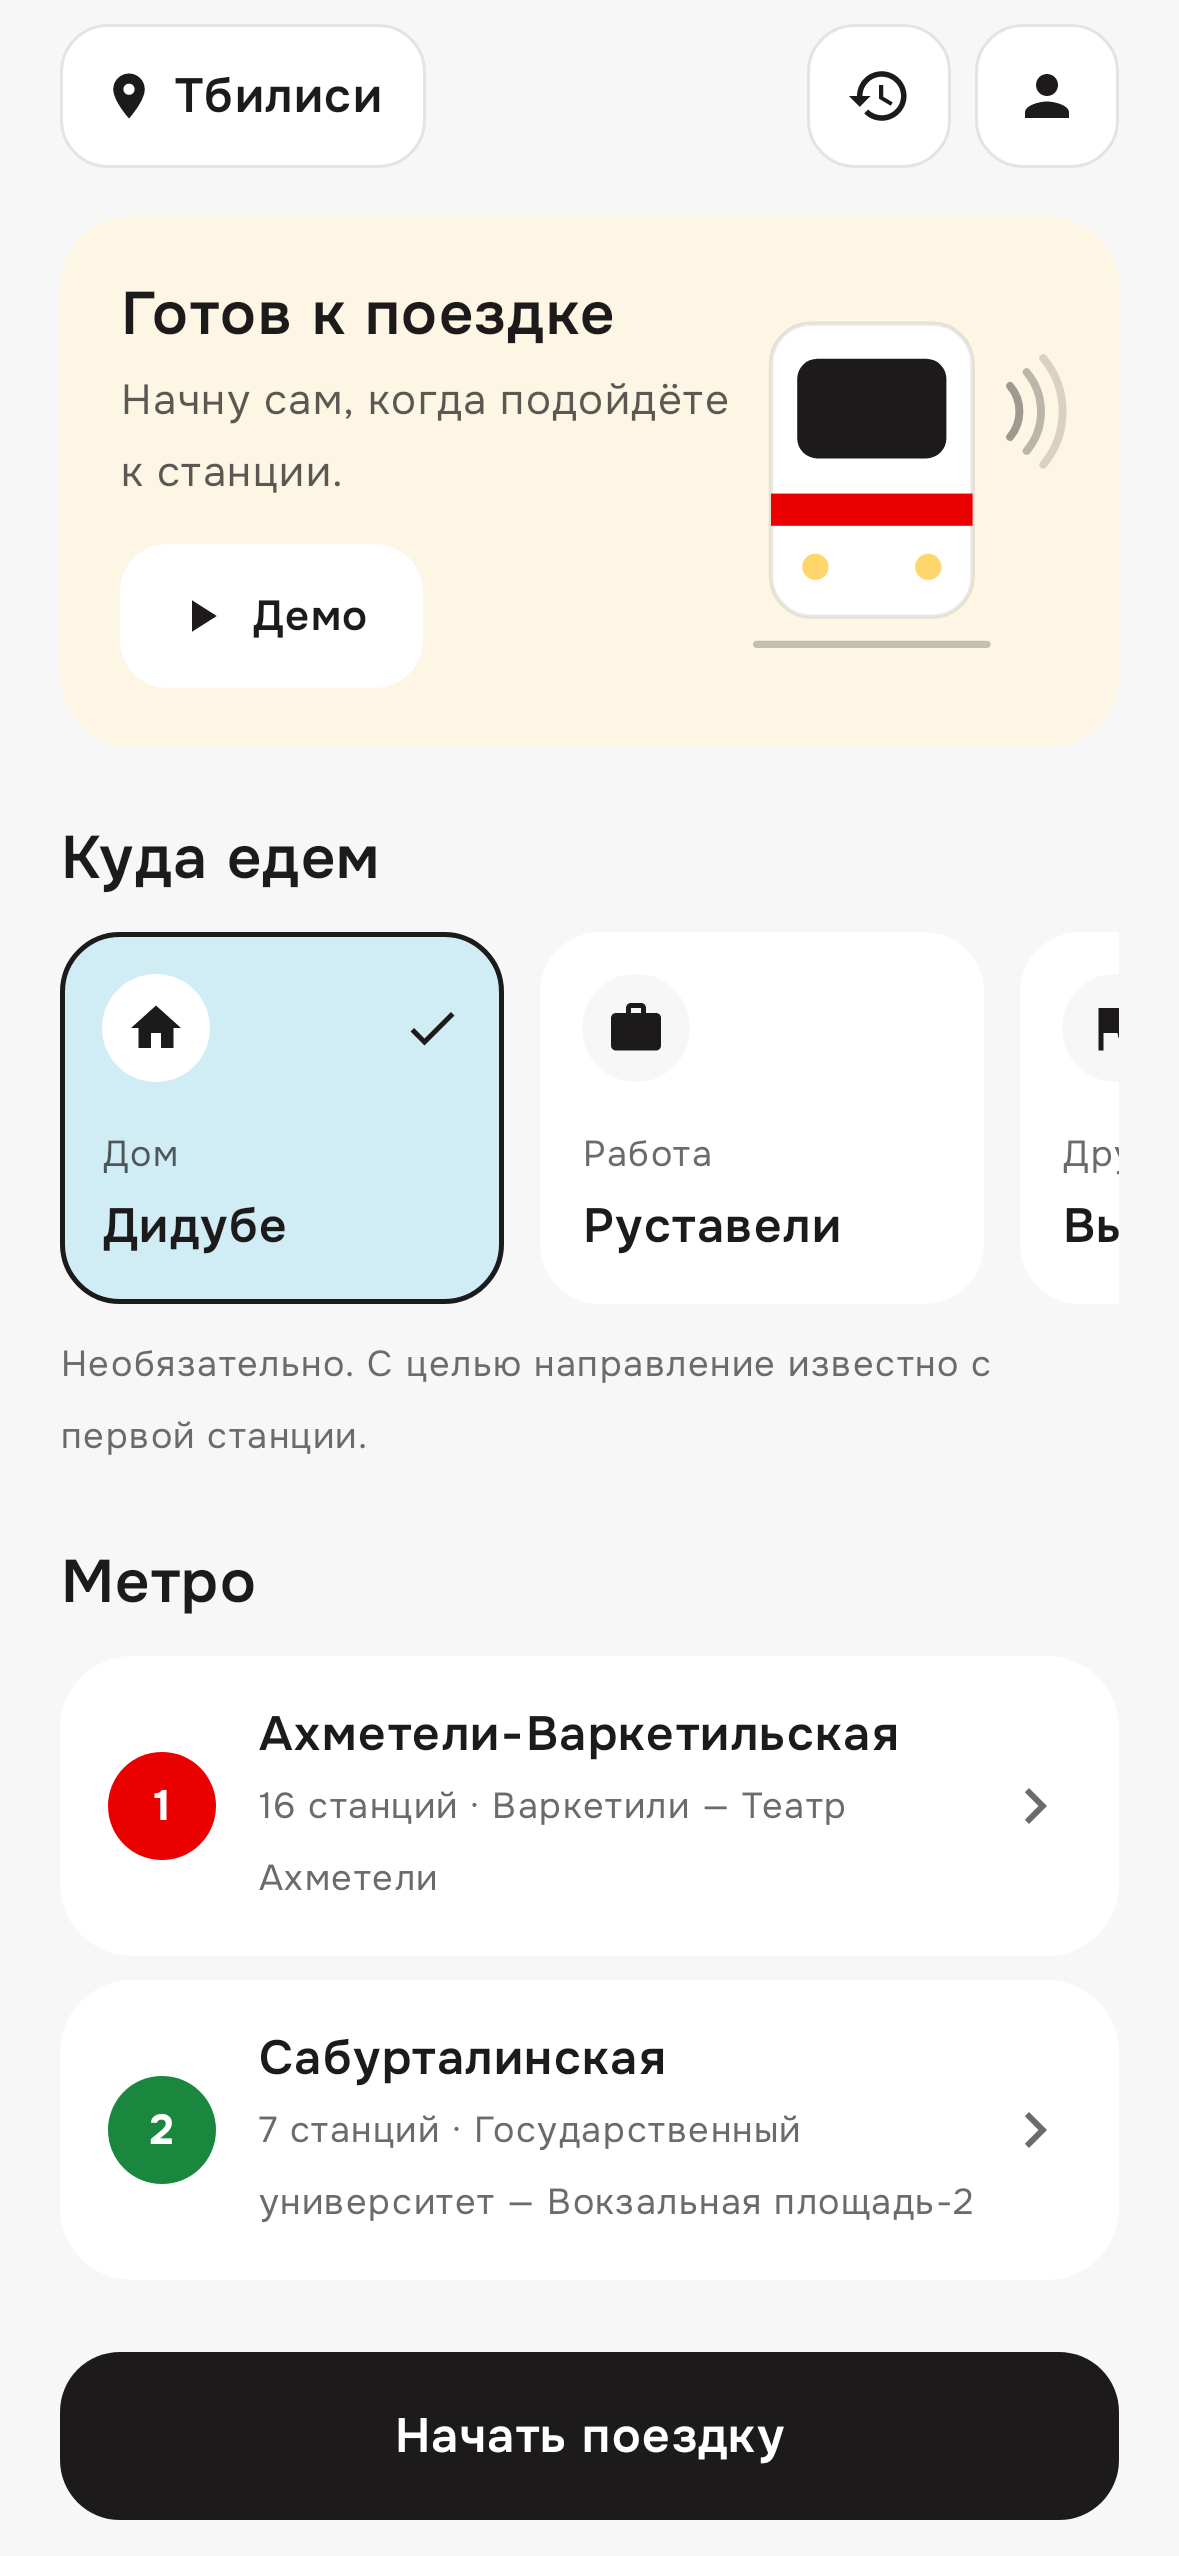 Тбилиси
Готов к поездке
Начну сам, когда подойдёте
к станции.
Демо
Куда едем
Дом
Дидубе
Работа
Руставели
Дру
Вы
Необязательно. С целью направление известно с
первой станции.
Метро
1
Ахметели-Варкетильская
16 станций · Варкетили — Театр
Ахметели
2
Сабурталинская
7 станций · Государственный
университет — Вокзальная площадь-2
Начать поездку